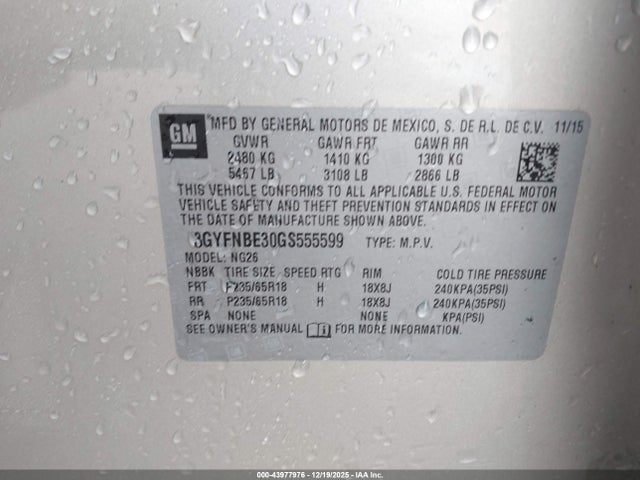 GM
MFD BY GENERAL MOTORS DE MEXICO, S. DE R.L. DE C.V. 11/15
GVWR GAWR FRT GAWR RR
2480 KG 1410 KG 1300 KG
5467 LB 3108 LB 2866 LB
THIS VEHICLE CONFORMS TO ALL APPLICABLE U.S. FEDERAL MOTOR
VEHICLE SAFETY AND THEFT PREVENTION STANDARDS IN EFFECT ON
THE DATE OF MANUFACTURE SHOWN ABOVE.
3GYFNBE30GS555599 TYPE: M.P.V.
MODEL: NG26
NBBK TIRE SIZE SPEED RTG RIM COLD TIRE PRESSURE
FRT P235/65R18 H 18X8J 240KPA(35PSI)
RR P235/65R18 H 18X8J 240KPA(35PSI)
SPA NONE NONE KPA(PSI)
SEE OWNER'S MANUAL FOR MORE INFORMATION.
000-43977976 • 12/19/2025 - IAAnet.com